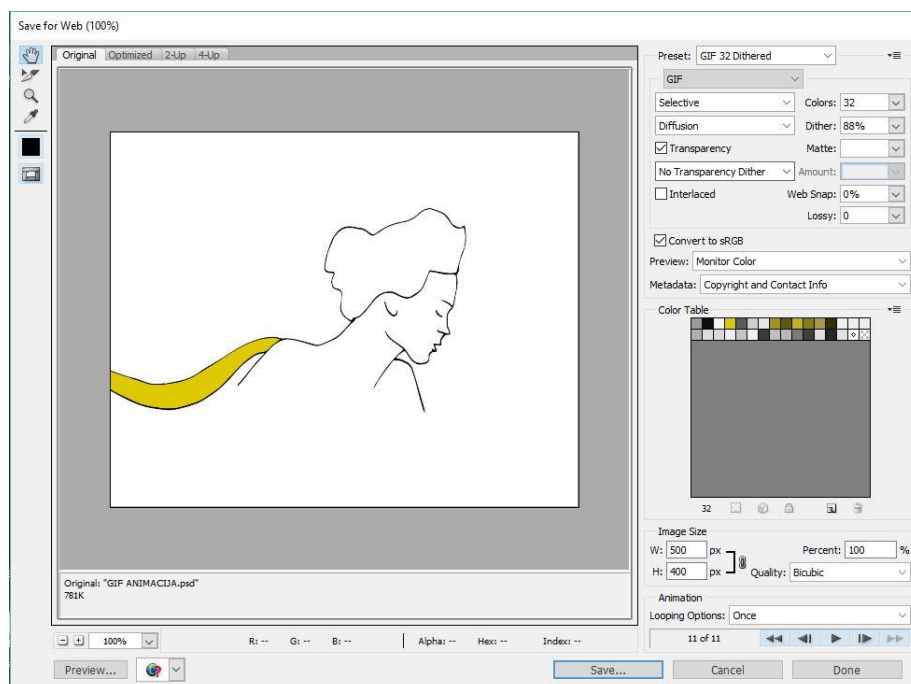 Save for Web (100%)
Original Optimized 2-Up 4-Up
Preset: GIF 32 Dithered
GIF
Selective Colors: 32
Diffusion Dither: 88%
Transparency Matte:
No Transparency Dither Amount:
Interlaced Web Snap: 0%
Lossy: 0
Convert to sRGB
Preview: Monitor Color
Metadata: Copyright and Contact Info
Color Table
32
Image Size
W: 500 px Percent: 100 %
H: 400 px Quality: Bicubic
Original: "GIF ANIMACIJA.psd"
781K
Animation
Looping Options: Once
100% R: -- G: -- B: -- Alpha: -- Hex: -- Index: -- 11 of 11
Preview... Save... Cancel Done